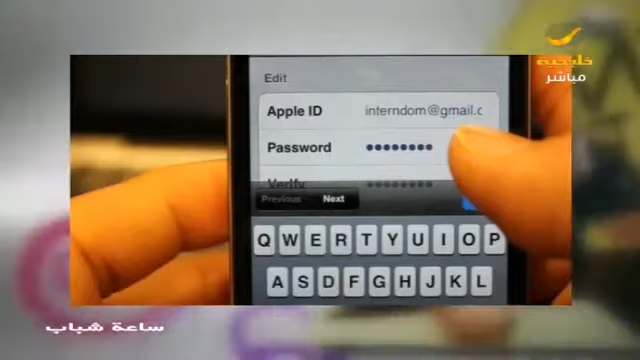 خليجية
مباشر
Edit
Apple ID interndom@gmail.c
Password ••••••••
Verify ••••••••
Previous Next
Q W E R T Y U I O P
A S D F G H J K L
ساعة شباب